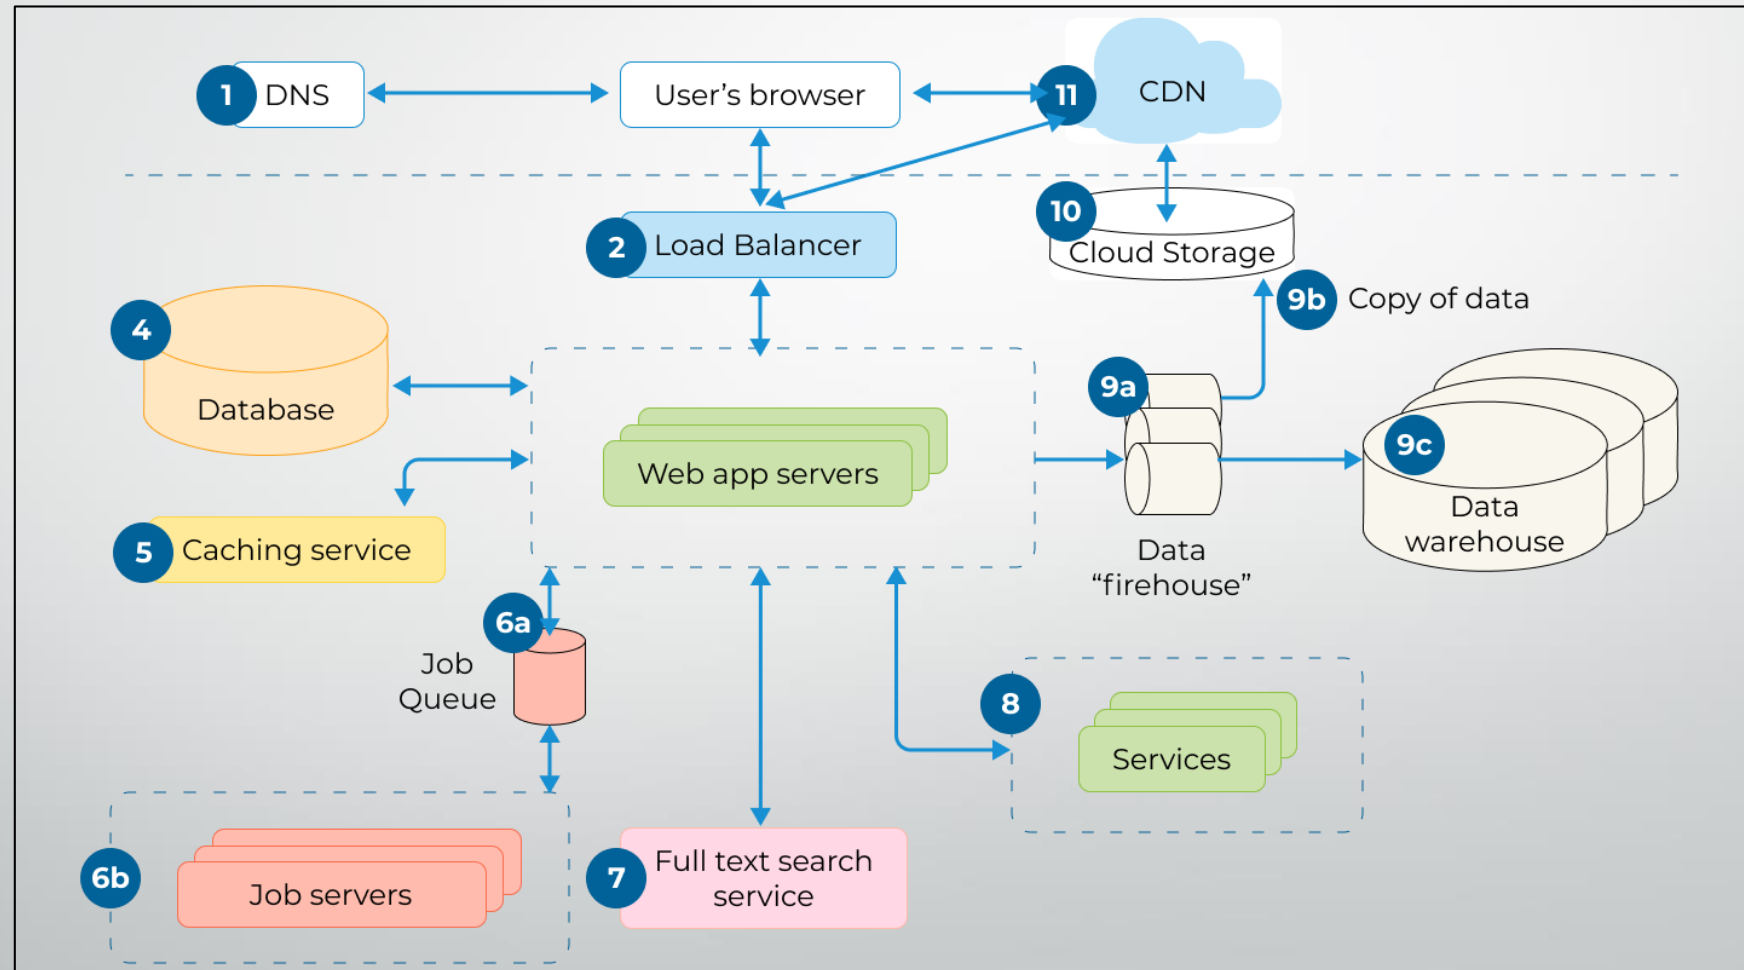 1 DNS
User's browser
11 CDN
2 Load Balancer
10
Cloud Storage
9b Copy of data
4
Database
Web app servers
9a
Data
“firehouse”
9c
Data
warehouse
5 Caching service
6a
Job
Queue
8
Services
6b
Job servers
7
Full text search
service